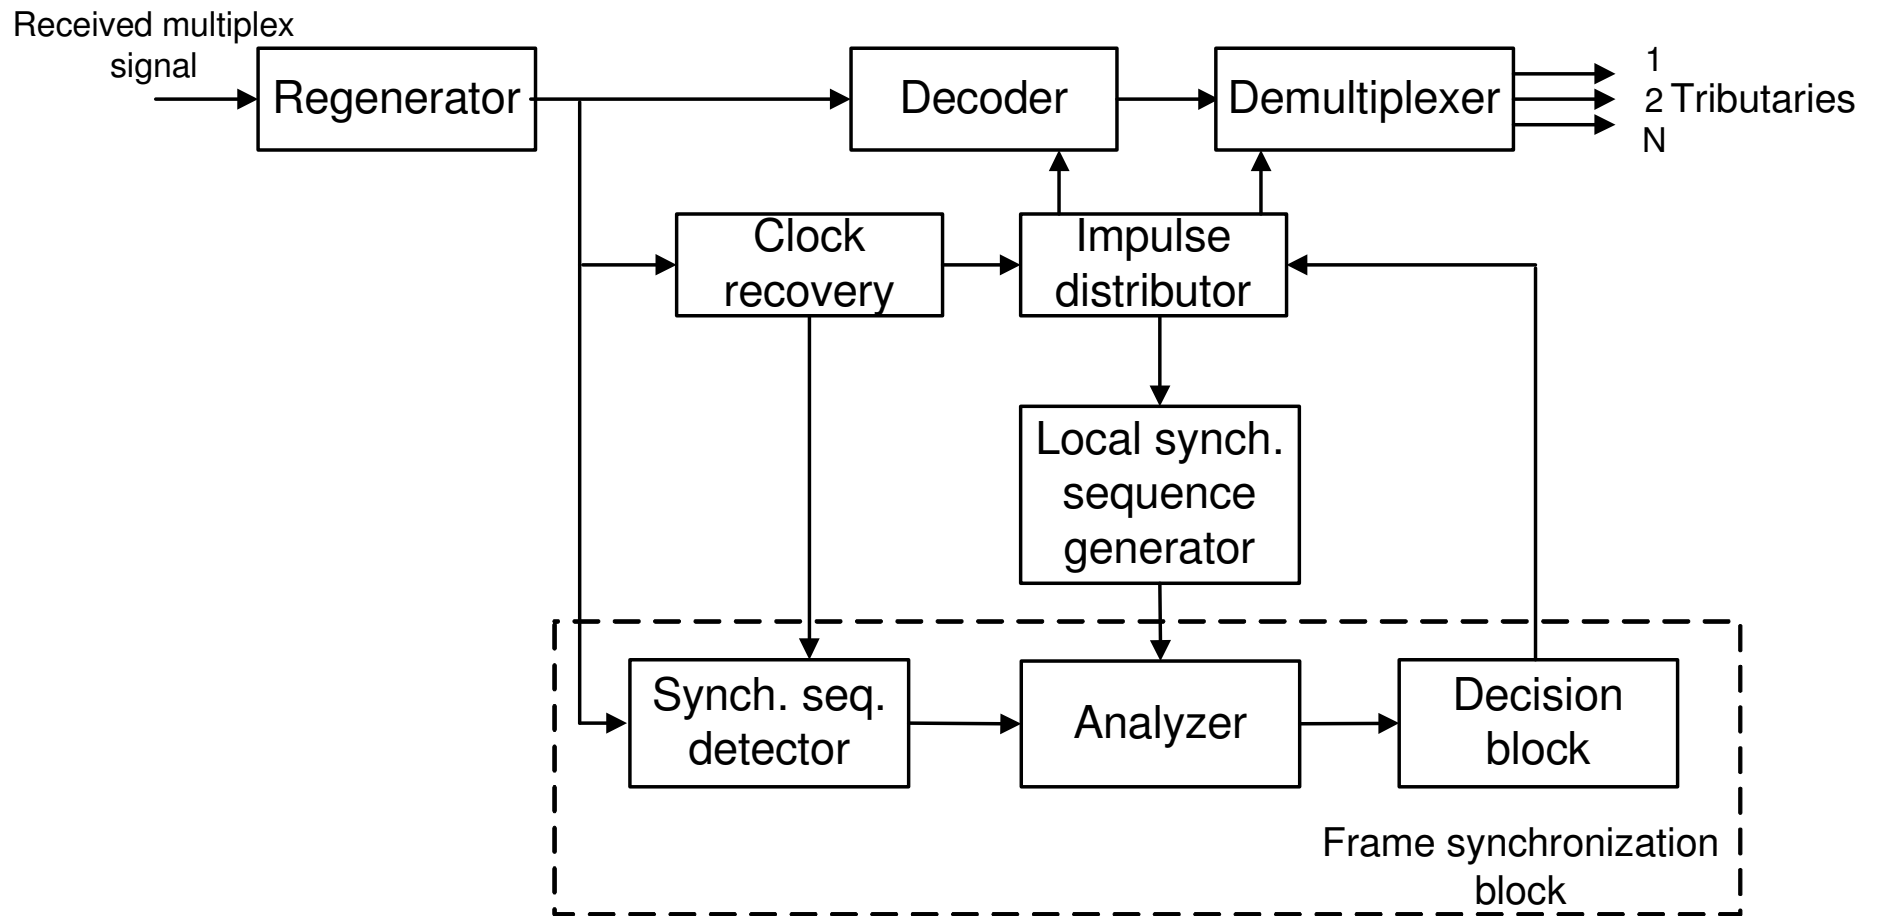 Received multiplex
signal
Regenerator
Decoder
Demultiplexer
1
2 Tributaries
N
Clock
recovery
Impulse
distributor
Local synch.
sequence
generator
Synch. seq.
detector
Analyzer
Decision
block
Frame synchronization
block